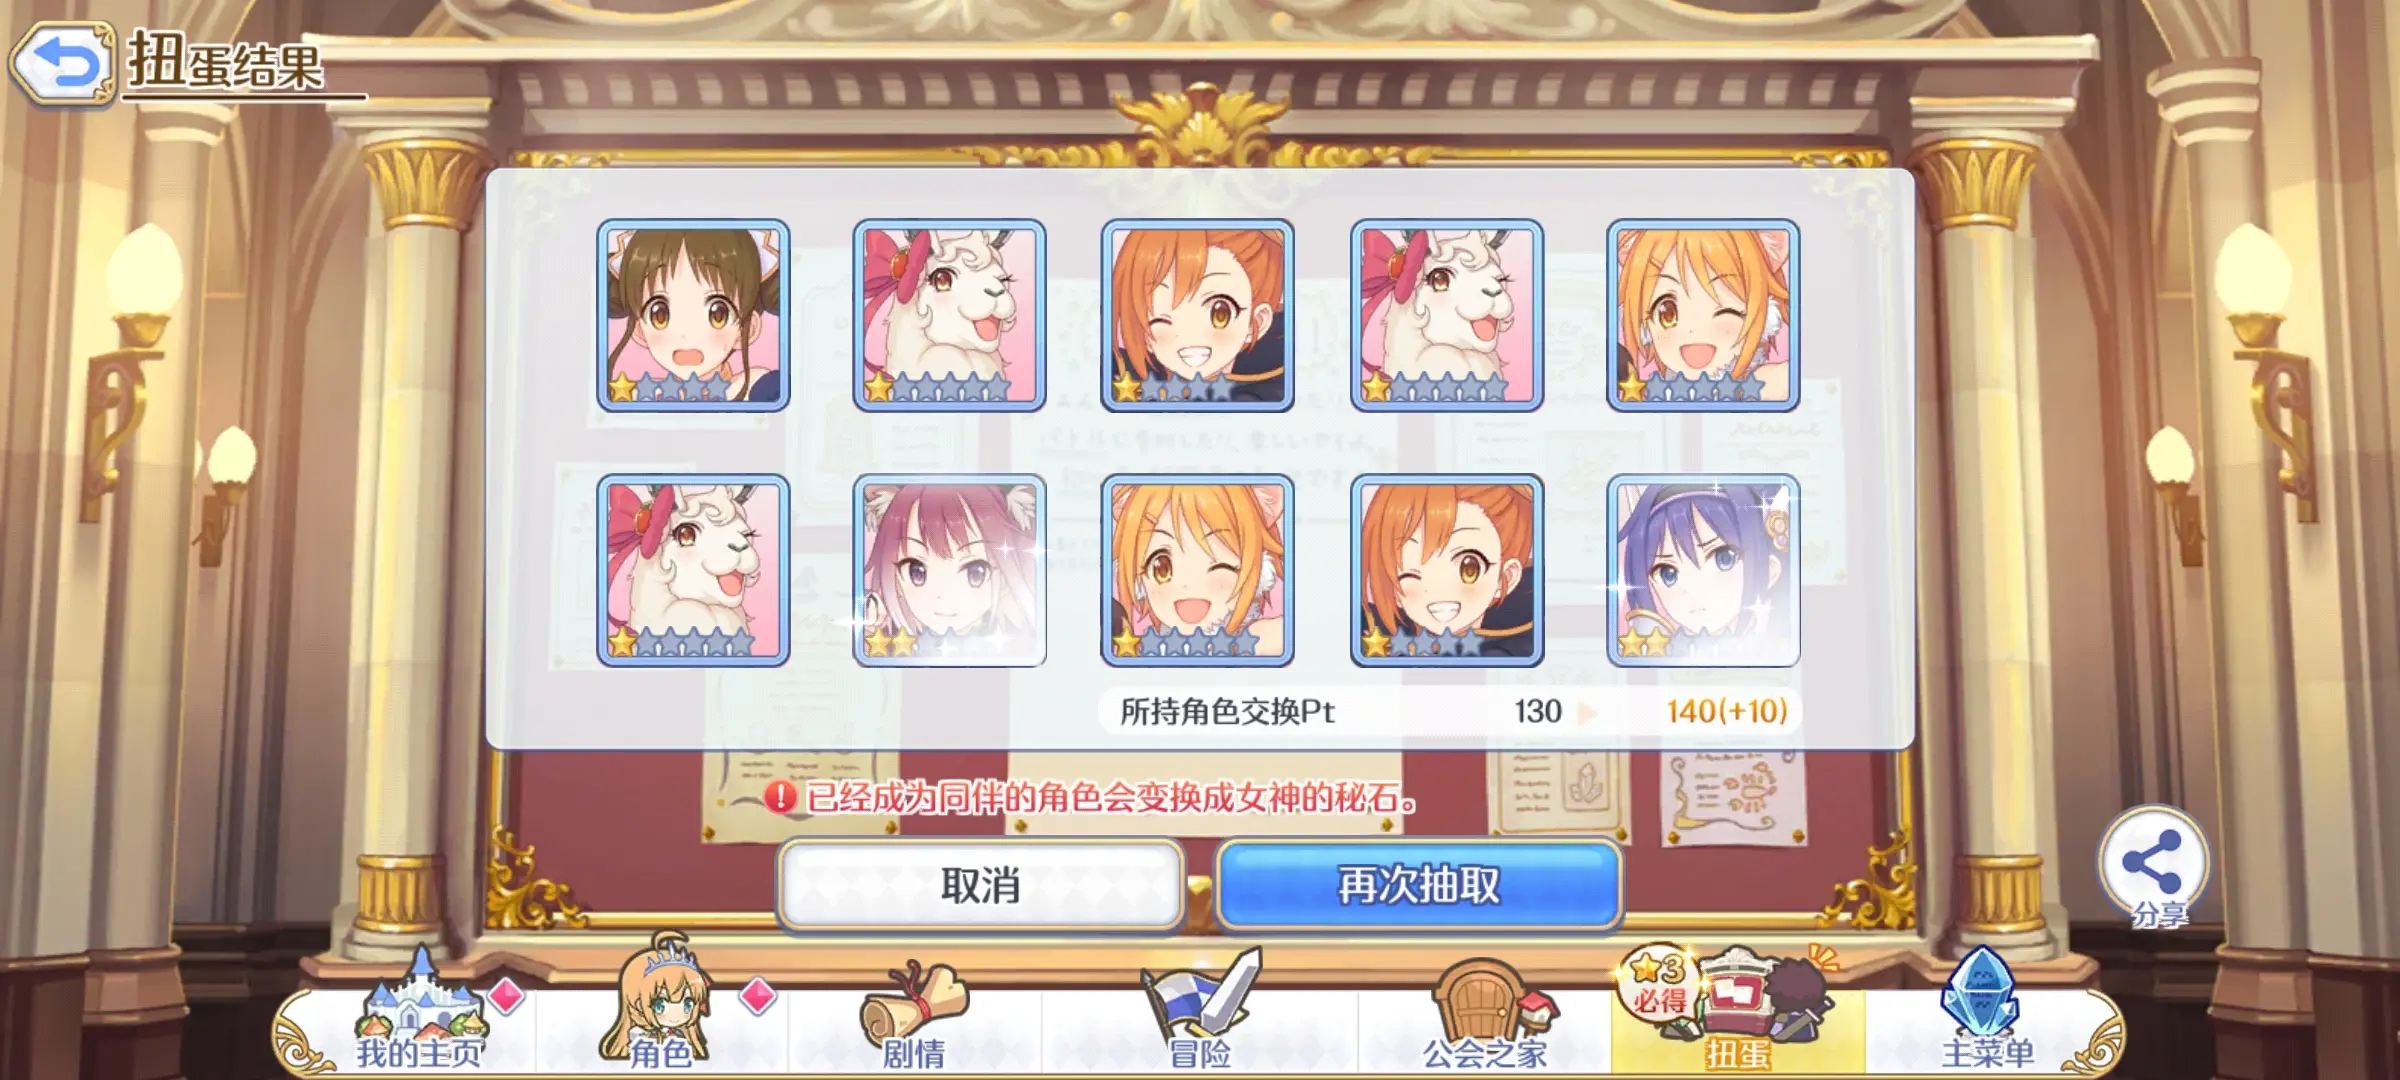 扭蛋结果
所持角色交换Pt 130 140(+10)
已经成为同伴的角色会变换成女神的秘石。
取消
再次抽取
分享
3
必得
我的主页
角色
剧情
冒险
公会之家
扭蛋
主菜单